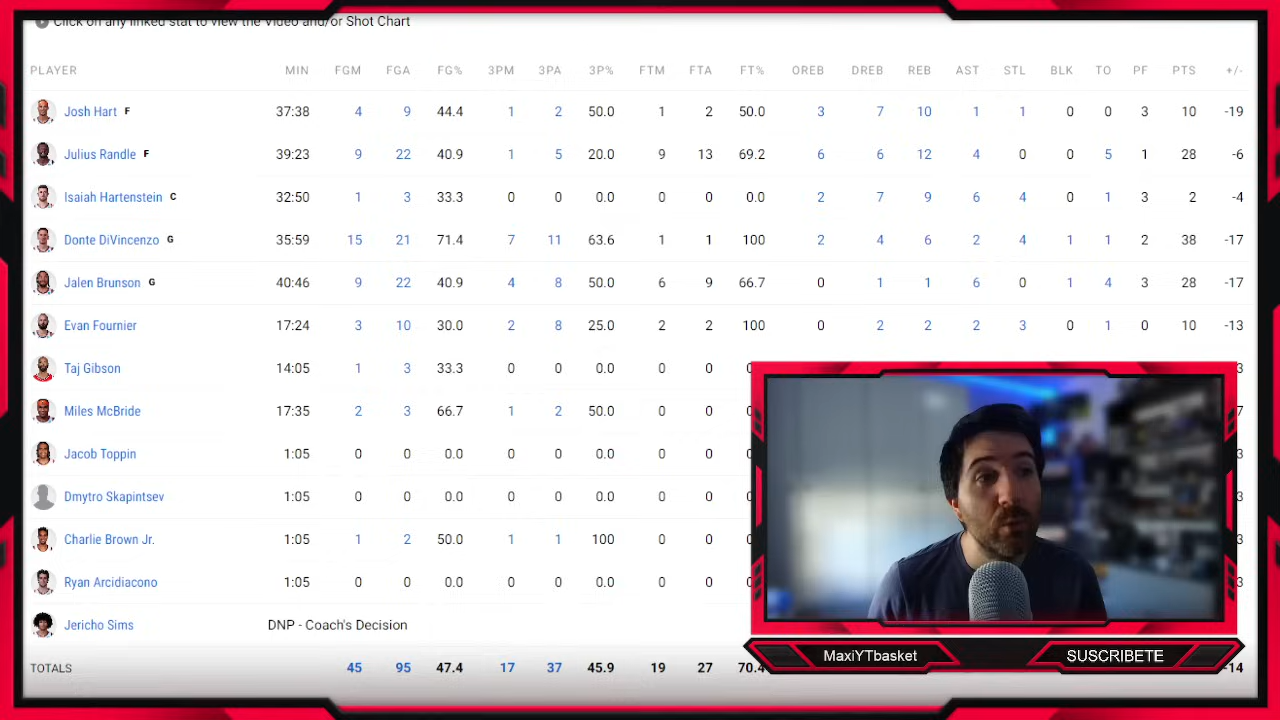 Click on any linked stat to view the Video and/or Shot Chart
PLAYER MIN FGM FGA FG% 3PM 3PA 3P% FTM FTA FT% OREB DREB REB AST STL BLK TO PF PTS +/-
Josh Hart F 37:38 4 9 44.4 1 2 50.0 1 2 50.0 3 7 10 1 1 0 0 3 10 -19
Julius Randle F 39:23 9 22 40.9 1 5 20.0 9 13 69.2 6 6 12 4 0 0 5 1 28 -6
Isaiah Hartenstein C 32:50 1 3 33.3 0 0 0.0 0 0 0.0 2 7 9 6 4 0 1 3 2 -4
Donte DiVincenzo G 35:59 15 21 71.4 7 11 63.6 1 1 100 2 4 6 2 4 1 1 2 38 -17
Jalen Brunson G 40:46 9 22 40.9 4 8 50.0 6 9 66.7 0 1 1 6 0 1 4 3 28 -17
Evan Fournier 17:24 3 10 30.0 2 8 25.0 2 2 100 0 2 2 2 3 0 1 0 10 -13
Taj Gibson 14:05 1 3 33.3 0 0 0.0 0 0 3
Miles McBride 17:35 2 3 66.7 1 2 50.0 0 0 7
Jacob Toppin 1:05 0 0 0.0 0 0 0.0 0 0 3
Dmytro Skapintsev 1:05 0 0 0.0 0 0 0.0 0 0 3
Charlie Brown Jr. 1:05 1 2 50.0 1 1 100 0 0 3
Ryan Arcidiacono 1:05 0 0 0.0 0 0 0.0 0 0 3
Jericho Sims DNP - Coach's Decision
TOTALS 45 95 47.4 17 37 45.9 19 27 70.4 -14
MaxiYTbasket SUSCRIBETE